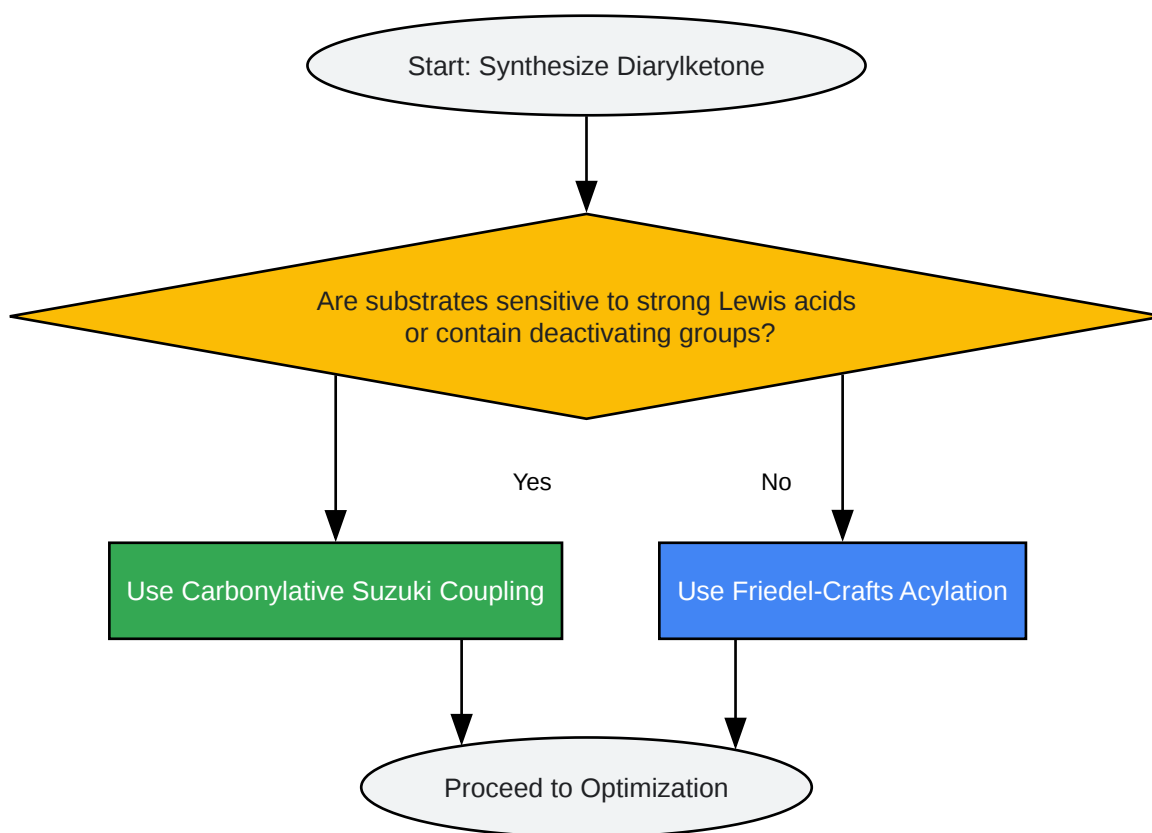 Start: Synthesize Diarylketone
Are substrates sensitive to strong Lewis acids
or contain deactivating groups?
Yes
No
Use Carbonylative Suzuki Coupling
Use Friedel-Crafts Acylation
Proceed to Optimization